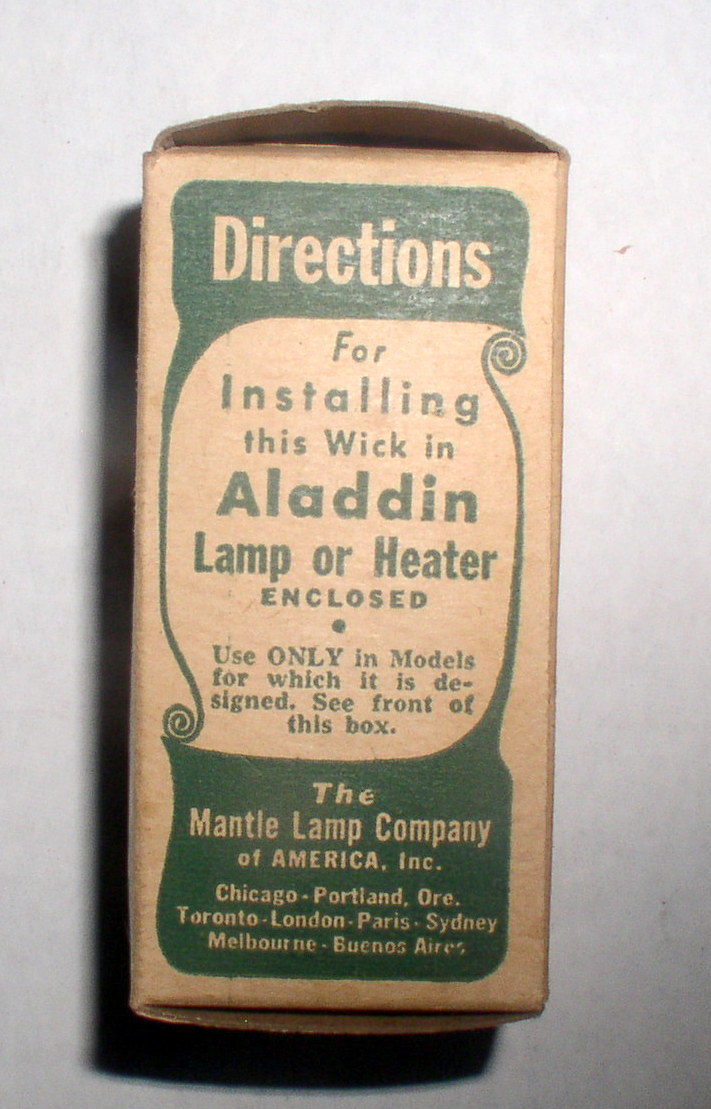 Directions
For
Installing
this Wick in
Aladdin
Lamp or Heater
ENCLOSED
•
Use ONLY in Models
for which it is de-
signed. See front of
this box.
The
Mantle Lamp Company
of AMERICA, Inc.
Chicago-Portland, Ore.
Toronto-London-Paris-Sydney
Melbourne-Buenos Aires